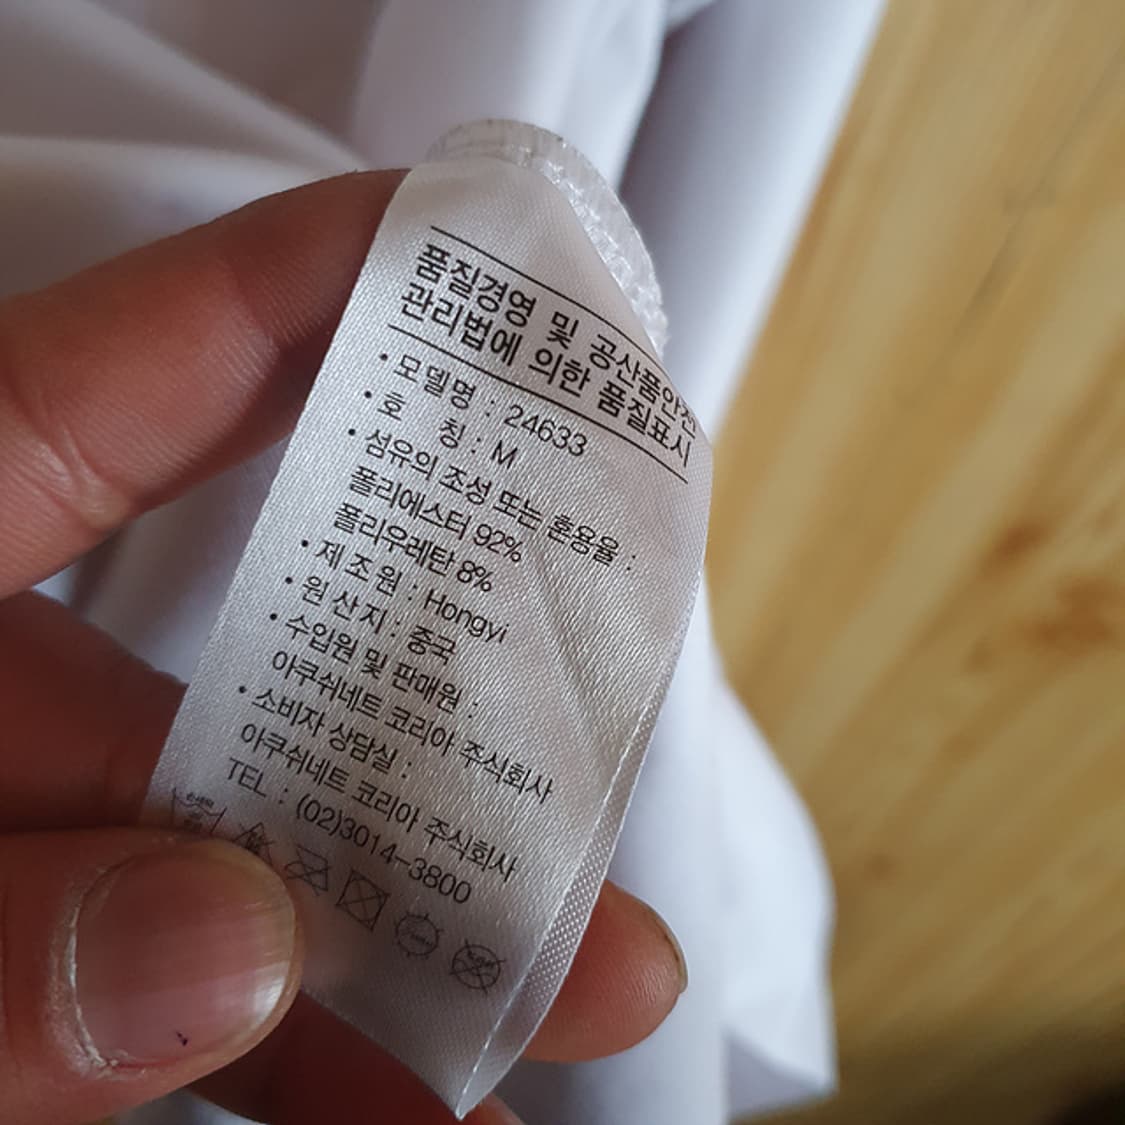 품질경영 및 공산품안전
관리법에 의한 품질표시
• 모델명 : 24633
• 호 칭 : M
• 섬유의 조성 또는 혼용율 :
폴리에스터 92%
폴리우레탄 8%
• 제 조 원 : Hongyi
• 원 산 지 : 중국
• 수입원 및 판매원 :
아쿠쉬네트 코리아 주식회사
• 소비자 상담실 :
아쿠쉬네트 코리아 주식회사
TEL : (02)3014-3800